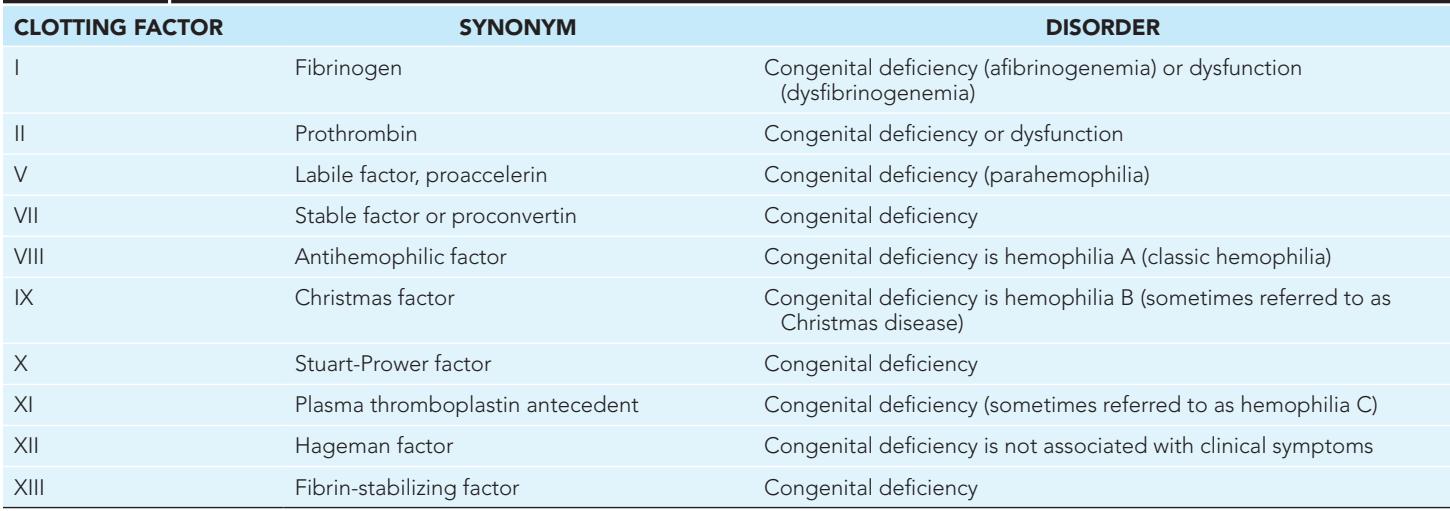 CLOTTING FACTOR SYNONYM DISORDER
I Fibrinogen Congenital deficiency (afibrinogenemia) or dysfunction
(dysfibrinogenemia)
II Prothrombin Congenital deficiency or dysfunction
V Labile factor, proaccelerin Congenital deficiency (parahemophilia)
VII Stable factor or proconvertin Congenital deficiency
VIII Antihemophilic factor Congenital deficiency is hemophilia A (classic hemophilia)
IX Christmas factor Congenital deficiency is hemophilia B (sometimes referred to as
Christmas disease)
X Stuart-Prower factor Congenital deficiency
XI Plasma thromboplastin antecedent Congenital deficiency (sometimes referred to as hemophilia C)
XII Hageman factor Congenital deficiency is not associated with clinical symptoms
XIII Fibrin-stabilizing factor Congenital deficiency